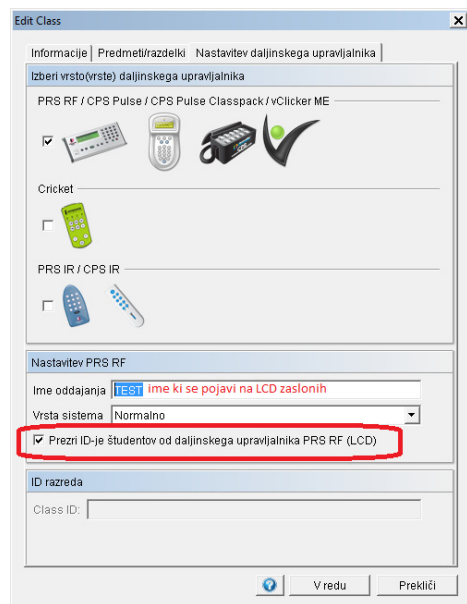 Edit Class
Informacije Predmeti/razdelki Nastavitev daljinskega upravljalnika
Izberi vrsto(vrste) daljinskega upravljalnika
PRS RF / CPS Pulse / CPS Pulse Classpack / vClicker ME
Cricket
PRS IR / CPS IR
Nastavitev PRS RF
Ime oddajanja TEST ime ki se pojavi na LCD zaslonih
Vrsta sistema Normalno
Prezri ID-je študentov od daljinskega upravljalnika PRS RF (LCD)
ID razreda
Class ID:
V redu Prekliči